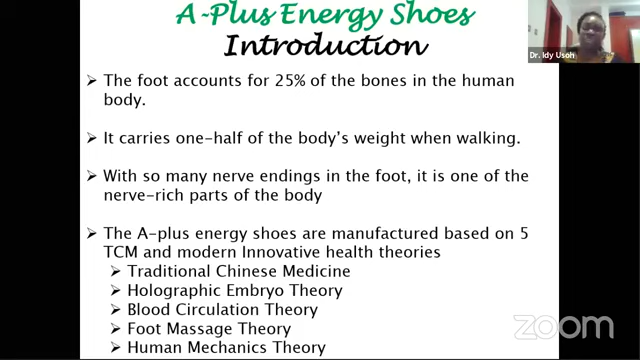 A-Plus Energy Shoes
Introduction
Dr. Idy Usoh
➢ The foot accounts for 25% of the bones in the human
body.
➢ It carries one-half of the body's weight when walking.
➢ With so many nerve endings in the foot, it is one of the
nerve-rich parts of the body
➢ The A-plus energy shoes are manufactured based on 5
TCM and modern Innovative health theories
➢ Traditional Chinese Medicine
➢ Holographic Embryo Theory
➢ Blood Circulation Theory
➢ Foot Massage Theory
➢ Human Mechanics Theory
zoom